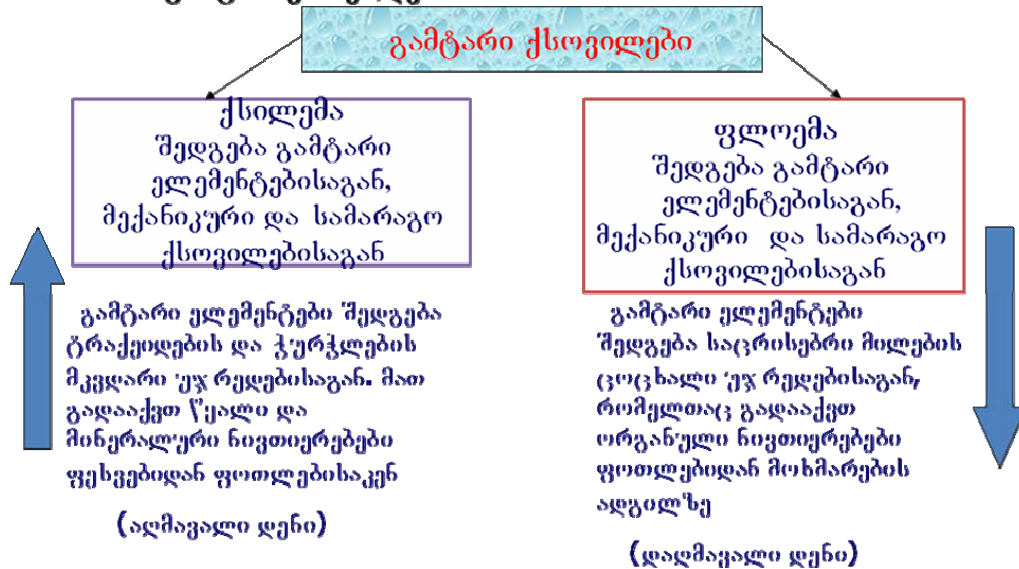 გამტარი ქსოვილები
ქსილემა
შედგება გამტარი
ელემენტებისაგან,
მექანიკური და სამარაგო
ქსოვილებისაგან
გამტარი ელემენტები შედგება
ტრაქეიდების და ჭურჭლების
მკვდარი უჯრედებისაგან. მათ
გადააქვთ წყალი და
მინერალური ნივთიერებები
ფესვებიდან ფოთლებისაკენ
(აღმავალი დენი)
ფლოემა
შედგება გამტარი
ელემენტებისაგან,
მექანიკური და სამარაგო
ქსოვილებისაგან
გამტარი ელემენტები
შედგება საცრისებრი მილების
ცოცხალი უჯრედებისაგან,
რომელთაც გადააქვთ
ორგანული ნივთიერებები
ფოთლებიდან მოხმარების
ადგილზე
(დაღმავალი დენი)